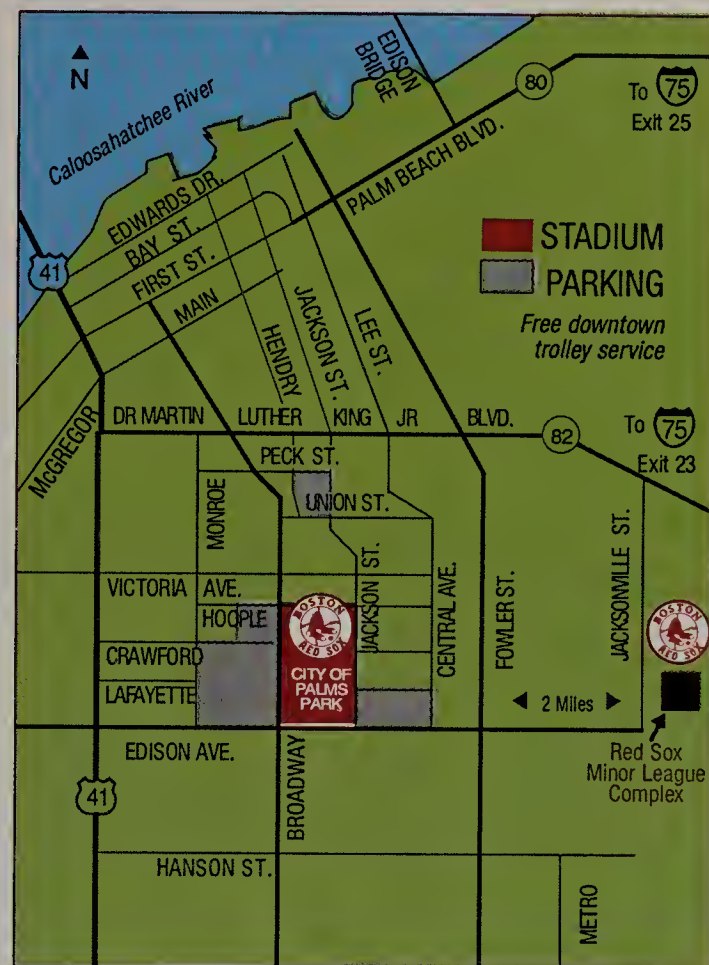 N
Caloosahatchee River
EDISON
BRIDGE
80
To 75
Exit 25
PALM BEACH BLVD.
EDWARDS DR.
BAY ST.
FIRST ST.
MAIN
41
STADIUM
PARKING
Free downtown
trolley service
HENDRY
JACKSON ST.
LEE ST.
McGREGOR
DR MARTIN LUTHER KING JR BLVD.
82
To 75
Exit 23
PECK ST.
UNION ST.
MONROE
VICTORIA AVE.
HOOPLE
CRAWFORD
LAFAYETTE
BOSTON
RED SOX
CITY OF
PALMS
PARK
JACKSON ST.
CENTRAL AVE.
FOWLER ST.
JACKSONVILLE ST.
BOSTON
RED SOX
2 Miles
Red Sox
Minor League
Complex
EDISON AVE.
41
BROADWAY
HANSON ST.
METRO